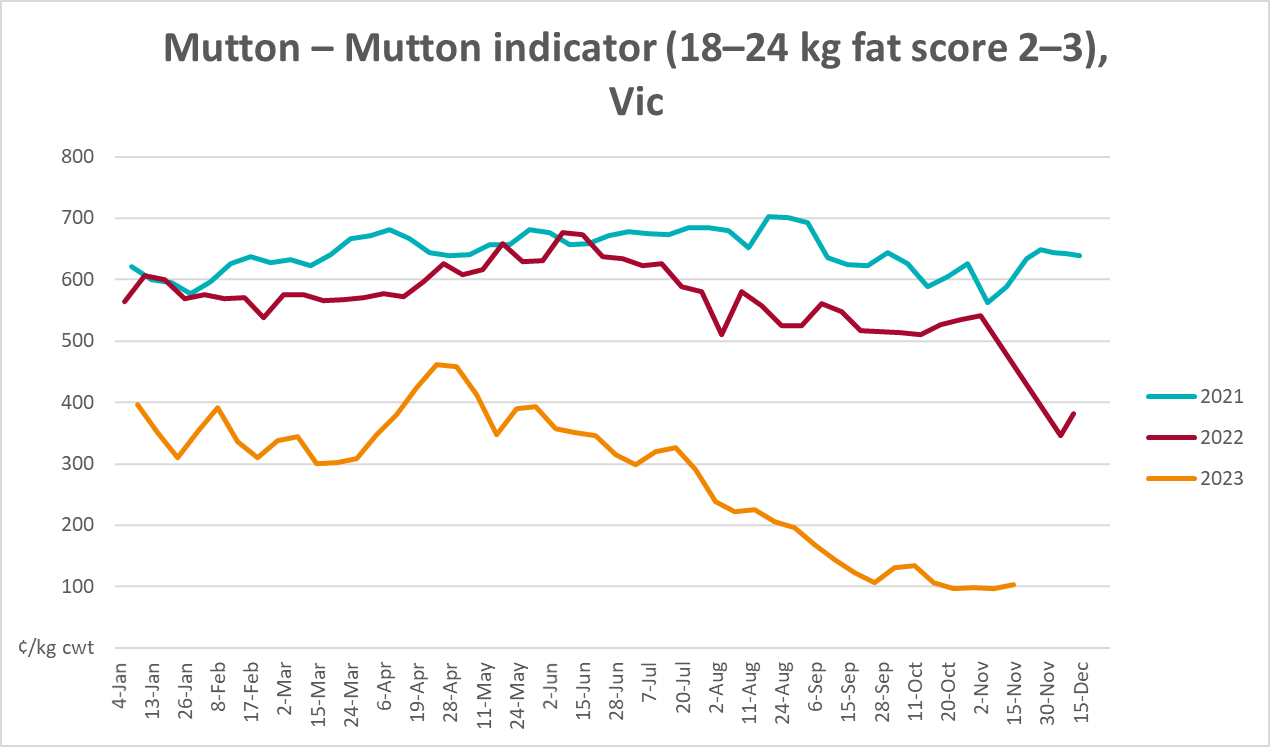 Mutton – Mutton indicator (18–24 kg fat score 2–3),
Vic
800
700
600
500
400
300
200
100
¢/kg cwt
4-Jan
13-Jan
26-Jan
8-Feb
17-Feb
2-Mar
15-Mar
24-Mar
6-Apr
19-Apr
28-Apr
11-May
24-May
2-Jun
15-Jun
28-Jun
7-Jul
20-Jul
2-Aug
11-Aug
24-Aug
6-Sep
15-Sep
28-Sep
11-Oct
20-Oct
2-Nov
15-Nov
30-Nov
15-Dec
2021
2022
2023